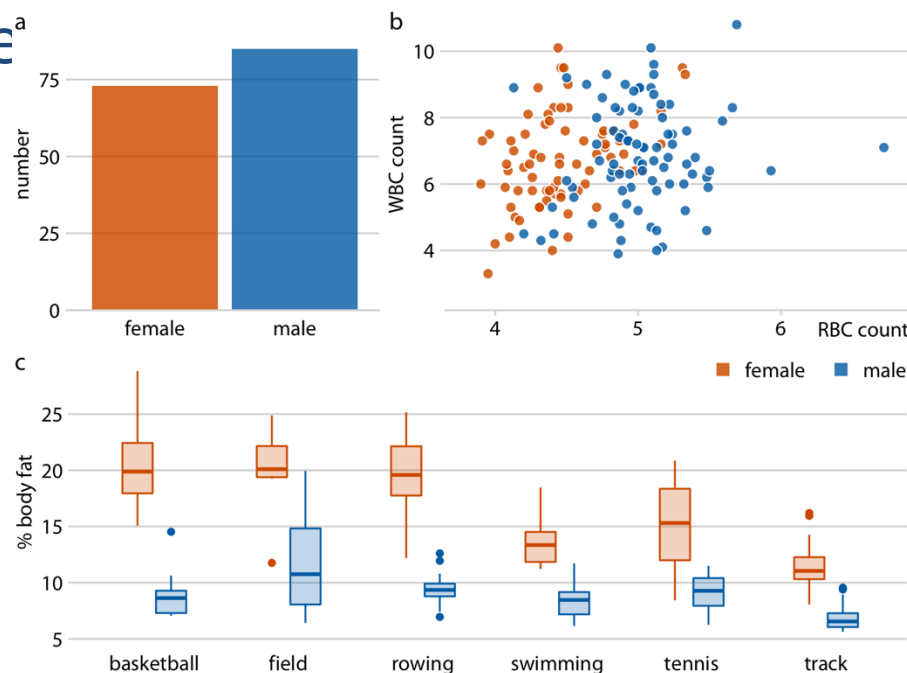 e
a
number
75
50
25
0
female male
b
WBC count
10
8
6
4
4 5 6 RBC count
female male
c
% body fat
25
20
15
10
5
basketball field rowing swimming tennis track